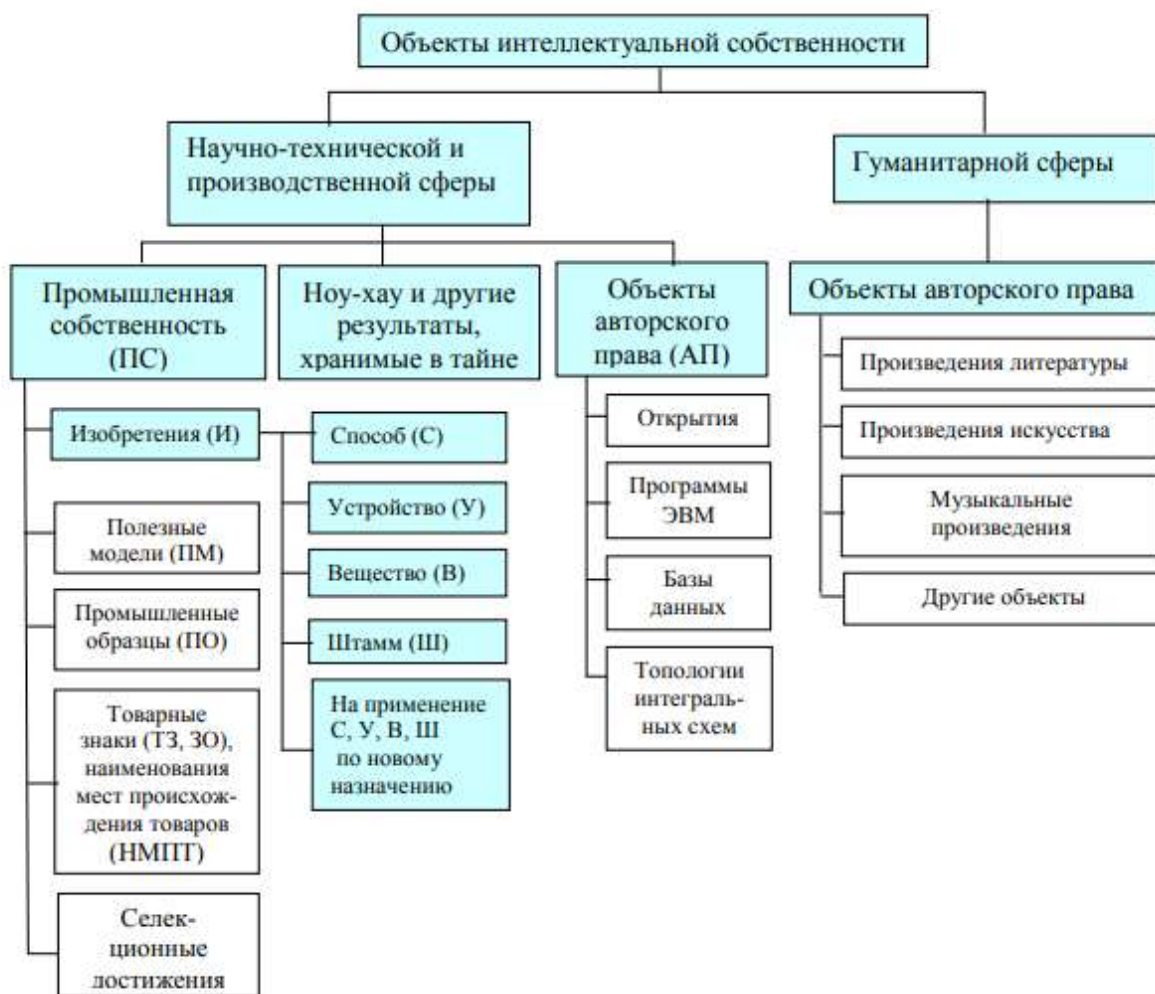 Объекты интеллектуальной собственности
Научно-технической и
производственной сферы
Гуманитарной сферы
Промышленная
собственность
(ПС)
Ноу-хау и другие
результаты,
хранимые в тайне
Объекты
авторского
права (АП)
Объекты авторского права
Изобретения (И)
Полезные
модели (ПМ)
Промышленные
образцы (ПО)
Товарные
знаки (ТЗ, ЗО),
наименования
мест происхож-
дения товаров
(НМПТ)
Селек-
ционные
достижения
Способ (С)
Устройство (У)
Вещество (В)
Штамм (Ш)
На применение
С, У, В, Ш
по новому
назначению
Открытия
Программы
ЭВМ
Базы
данных
Топологии
интеграль-
ных схем
Произведения литературы
Произведения искусства
Музыкальные
произведения
Другие объекты